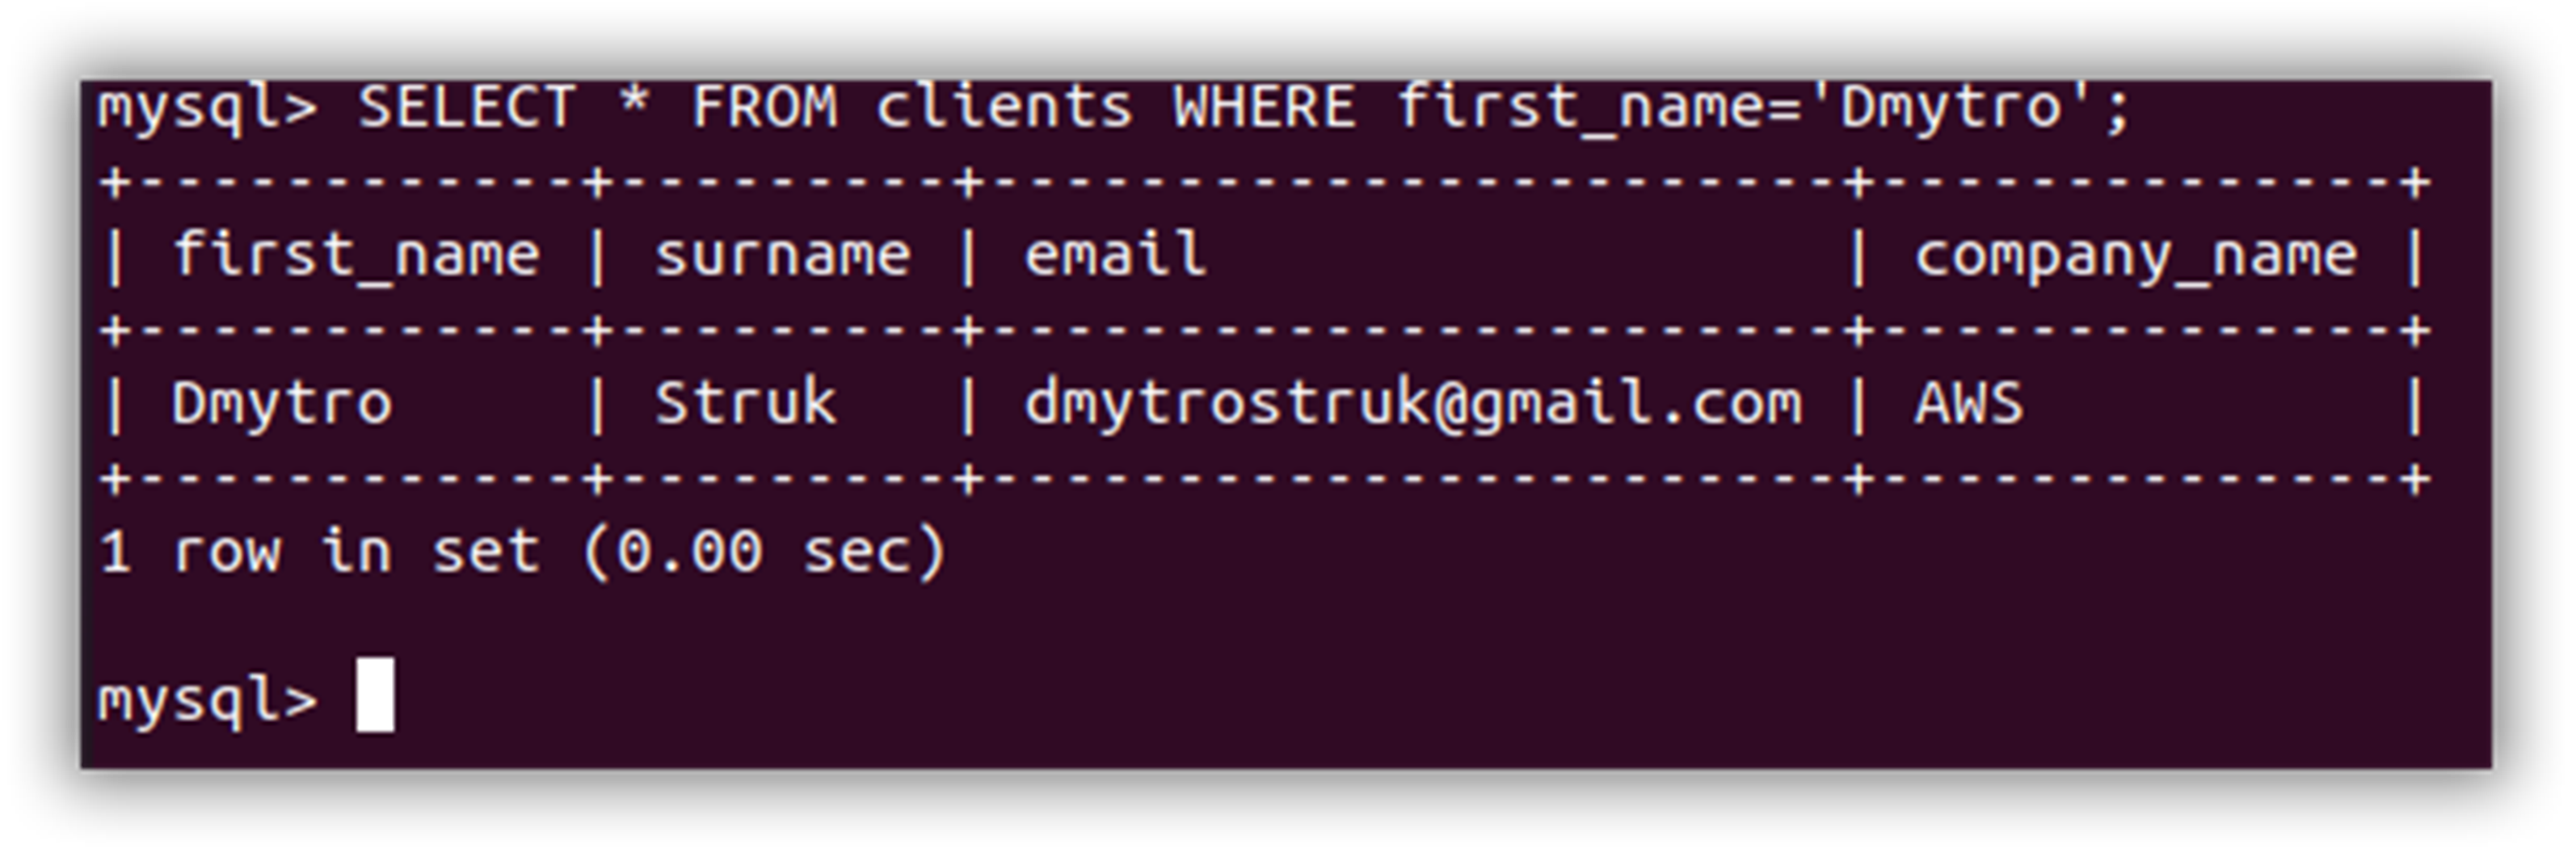 mysql> SELECT * FROM clients WHERE first_name='Dmytro';
+------------+---------+-----------------------+--------------+
| first_name | surname | email                 | company_name |
+------------+---------+-----------------------+--------------+
| Dmytro     | Struk   | dmytrostruk@gmail.com | AWS          |
+------------+---------+-----------------------+--------------+
1 row in set (0.00 sec)
mysql>